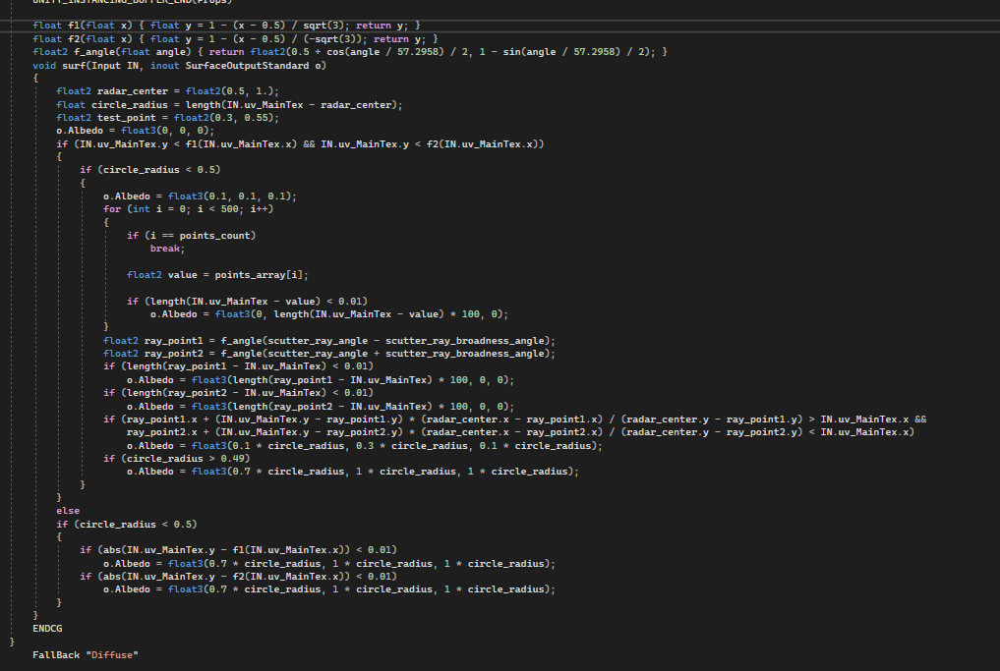 UNITY_INSTANCING_BUFFER_END(Props)
float f1(float x) { float y = 1 - (x - 0.5) / sqrt(3); return y; }
float f2(float x) { float y = 1 - (x - 0.5) / (-sqrt(3)); return y; }
float2 f_angle(float angle) { return float2(0.5 + cos(angle / 57.2958) / 2, 1 - sin(angle / 57.2958) / 2); }
void surf(Input IN, inout SurfaceOutputStandard o)
{
float2 radar_center = float2(0.5, 1.);
float circle_radius = length(IN.uv_MainTex - radar_center);
float2 test_point = float2(0.3, 0.55);
o.Albedo = float3(0, 0, 0);
if (IN.uv_MainTex.y < f1(IN.uv_MainTex.x) && IN.uv_MainTex.y < f2(IN.uv_MainTex.x))
{
if (circle_radius < 0.5)
{
o.Albedo = float3(0.1, 0.1, 0.1);
for (int i = 0; i < 500; i++)
{
if (i == points_count)
break;
float2 value = points_array[i];
if (length(IN.uv_MainTex - value) < 0.01)
o.Albedo = float3(0, length(IN.uv_MainTex - value) * 100, 0);
}
float2 ray_point1 = f_angle(scutter_ray_angle - scutter_ray_broadness_angle);
float2 ray_point2 = f_angle(scutter_ray_angle + scutter_ray_broadness_angle);
if (length(ray_point1 - IN.uv_MainTex) < 0.01)
o.Albedo = float3(length(ray_point1 - IN.uv_MainTex) * 100, 0, 0);
if (length(ray_point2 - IN.uv_MainTex) < 0.01)
o.Albedo = float3(length(ray_point2 - IN.uv_MainTex) * 100, 0, 0);
if (ray_point1.x + (IN.uv_MainTex.y - ray_point1.y) * (radar_center.x - ray_point1.x) / (radar_center.y - ray_point1.y) > IN.uv_MainTex.x &&
ray_point2.x + (IN.uv_MainTex.y - ray_point2.y) * (radar_center.x - ray_point2.x) / (radar_center.y - ray_point2.y) < IN.uv_MainTex.x)
o.Albedo = float3(0.1 * circle_radius, 0.3 * circle_radius, 0.1 * circle_radius);
if (circle_radius > 0.49)
o.Albedo = float3(0.7 * circle_radius, 1 * circle_radius, 1 * circle_radius);
}
}
else
if (circle_radius < 0.5)
{
if (abs(IN.uv_MainTex.y - f1(IN.uv_MainTex.x)) < 0.01)
o.Albedo = float3(0.7 * circle_radius, 1 * circle_radius, 1 * circle_radius);
if (abs(IN.uv_MainTex.y - f2(IN.uv_MainTex.x)) < 0.01)
o.Albedo = float3(0.7 * circle_radius, 1 * circle_radius, 1 * circle_radius);
}
}
ENDCG
}
FallBack "Diffuse"